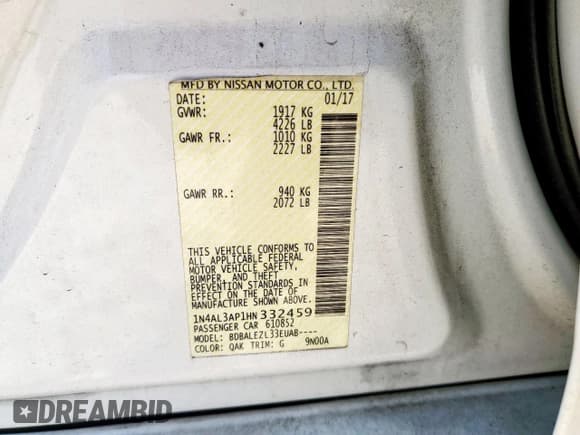 MFD BY NISSAN MOTOR CO., LTD.
DATE: 01/17
GVWR: 1917 KG
4226 LB
GAWR FR.: 1010 KG
2227 LB
GAWR RR.: 940 KG
2072 LB
THIS VEHICLE CONFORMS TO
ALL APPLICABLE FEDERAL
MOTOR VEHICLE SAFETY,
BUMPER, AND THEFT
PREVENTION STANDARDS IN
EFFECT ON THE DATE OF
MANUFACTURE SHOWN ABOVE.
1N4AL3AP1HN332459
PASSENGER CAR 610852
MODEL: BDBALEZL33EUAB----
COLOR: QAK TRIM: G 9N00A
DREAMBID